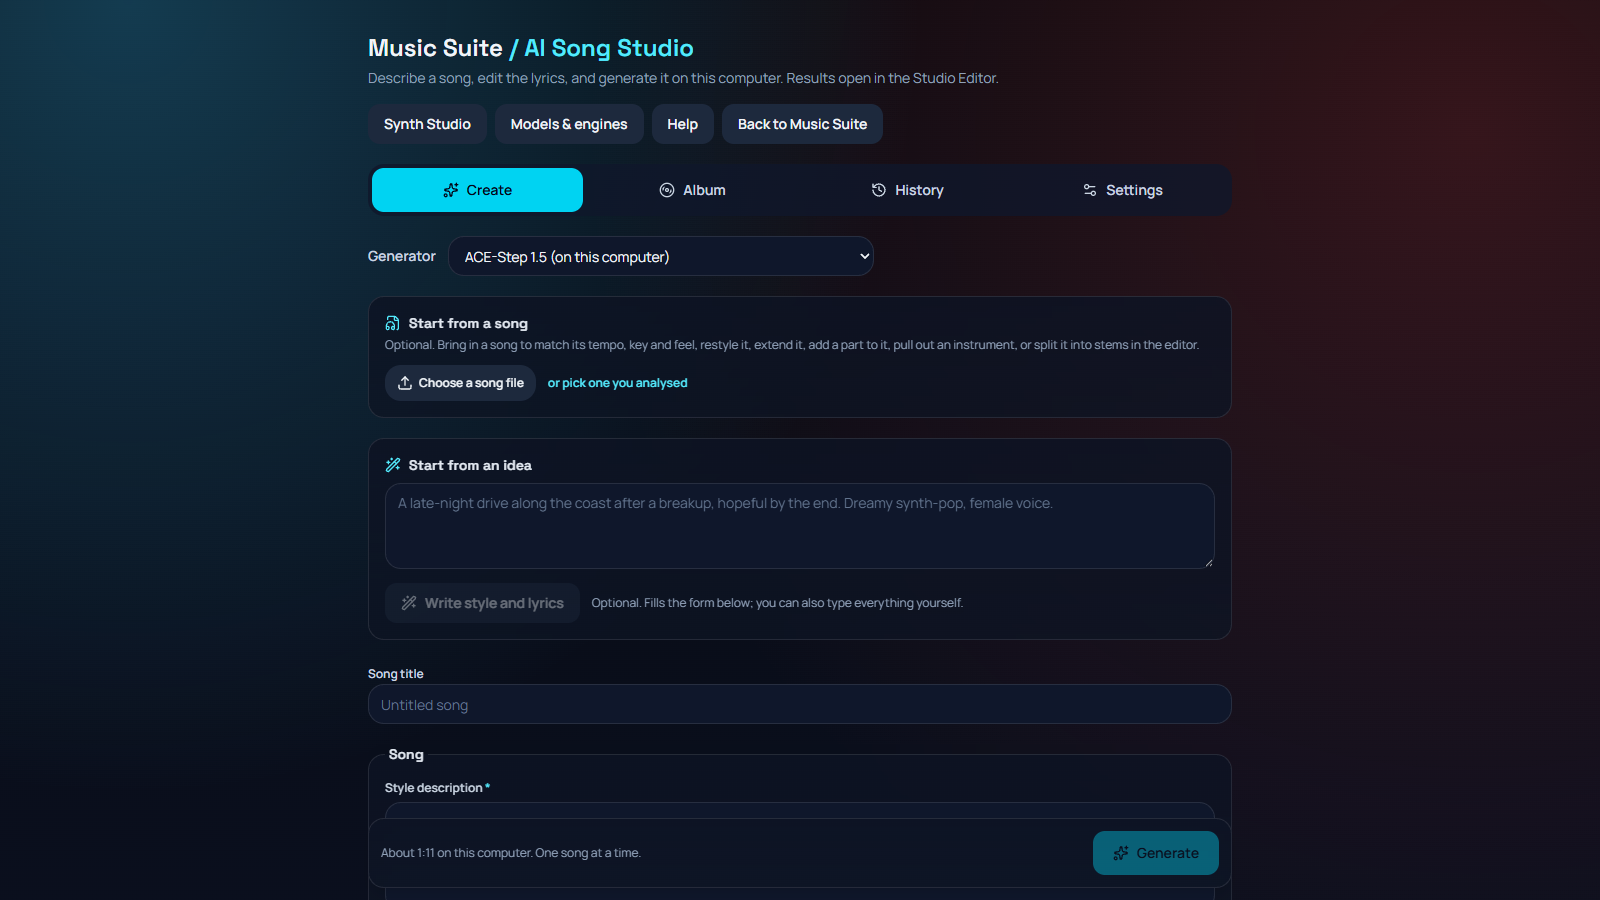 Music Suite / AI Song Studio
Describe a song, edit the lyrics, and generate it on this computer. Results open in the Studio Editor.
Synth Studio Models & engines Help Back to Music Suite
Create Album History Settings
Generator ACE-Step 1.5 (on this computer)
Start from a song
Optional. Bring in a song to match its tempo, key and feel, restyle it, extend it, add a part to it, pull out an instrument, or split it into stems in the editor.
Choose a song file or pick one you analysed
Start from an idea
A late-night drive along the coast after a breakup, hopeful by the end. Dreamy synth-pop, female voice.
Write style and lyrics Optional. Fills the form below; you can also type everything yourself.
Song title
Untitled song
Song
Style description *
About 1:11 on this computer. One song at a time. Generate